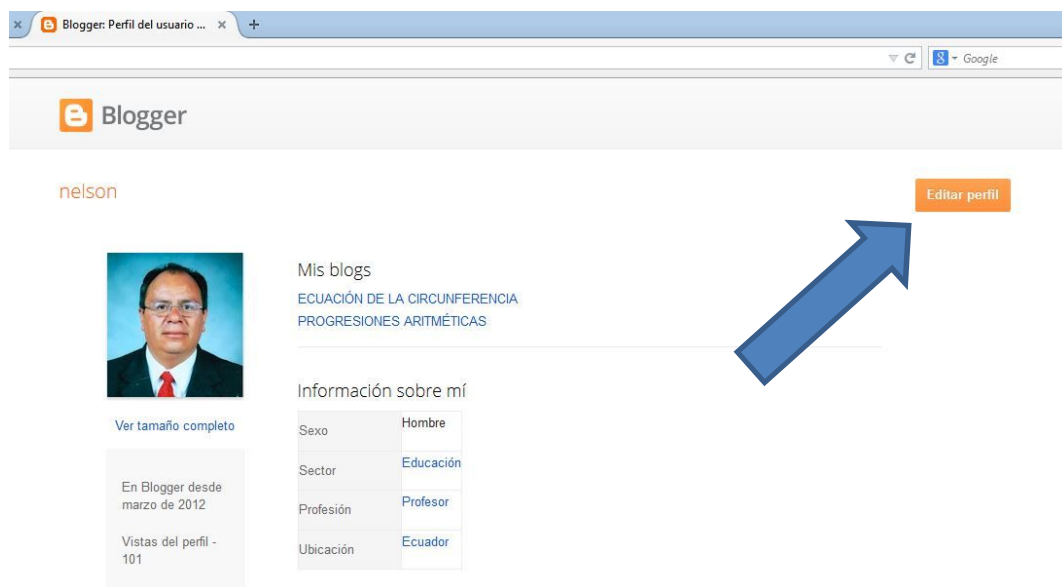 Blogger: Perfil del usuario ...
Google
Blogger
nelson
Editar perfil
Mis blogs
ECUACIÓN DE LA CIRCUNFERENCIA
PROGRESIONES ARITMÉTICAS
Información sobre mí
Ver tamaño completo
Sexo Hombre
Sector Educación
Profesión Profesor
Ubicación Ecuador
En Blogger desde
marzo de 2012
Vistas del perfil -
101